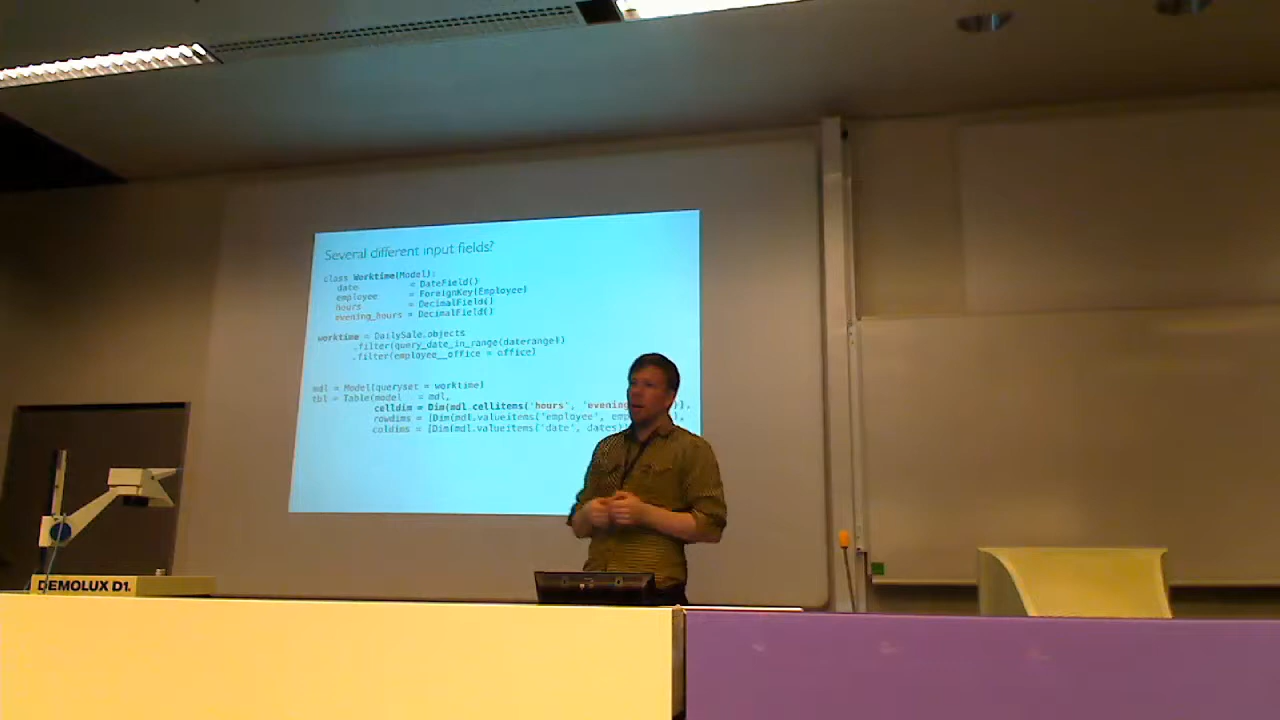 Several different input fields?
class Worktime(Model):
date = DateField()
employee = ForeignKey(Employee)
hours = DecimalField()
evening_hours = DecimalField()
worktime = DailySale.objects
.filter(query_date_in_range(daterange))
.filter(employee__office = office)
mdl = Model(queryset = worktime)
tbl = Table(model = mdl,
celldim = Dim(mdl.cellitems('hours', 'evening )),
rowdims = [Dim(mdl.valueitems('employee', emp ),
coldims = [Dim(mdl.valueitems('date', dates)
DEMOLUX D1.